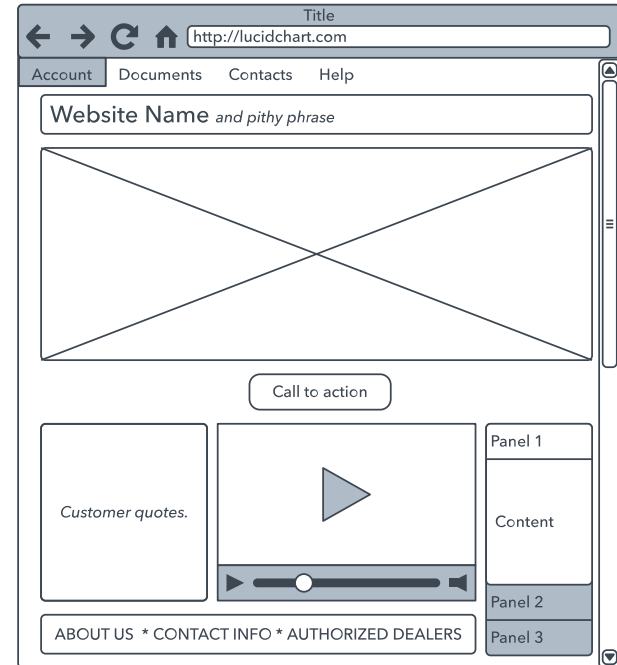 Title
http://lucidchart.com
Account Documents Contacts Help
Website Name and pithy phrase
Call to action
Panel 1
Customer quotes.
Content
Panel 2
ABOUT US * CONTACT INFO * AUTHORIZED DEALERS
Panel 3